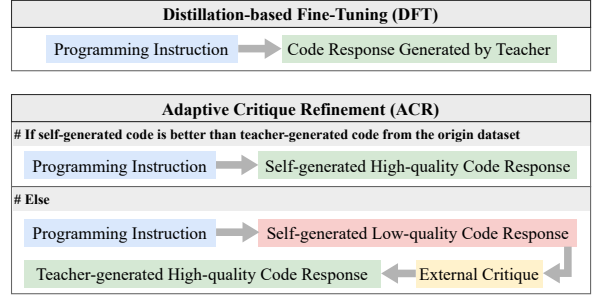 Distillation-based Fine-Tuning (DFT)
Programming Instruction Code Response Generated by Teacher
Adaptive Critique Refinement (ACR)
# If self-generated code is better than teacher-generated code from the origin dataset
Programming Instruction Self-generated High-quality Code Response
# Else
Programming Instruction Self-generated Low-quality Code Response
Teacher-generated High-quality Code Response External Critique